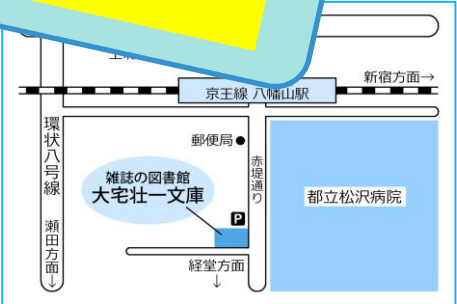 新宿方面→
京王線 八幡山駅
環状八号線
郵便局●
赤堤通り
雑誌の図書館
大宅壮一文庫
都立松沢病院
P
瀬田方面↓
経堂方面
↓